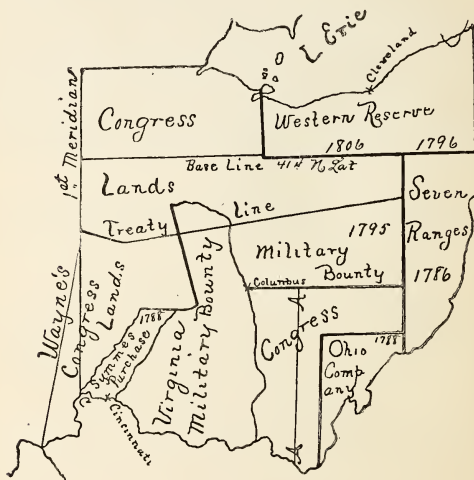 L Erie
Cleveland
1st Meridian
Congress
Western Reserve
1806 1796
Base Line 41st N Lat
Lands
Seven
Treaty Line
Ranges
1786
Military 1795
Bounty
Columbus
Wayne's
Congress
Lands
1788
Symmes
Purchase
Cincinnati
Virginia
Military Bounty
Congress
A
A
1788
Ohio
Comp
any